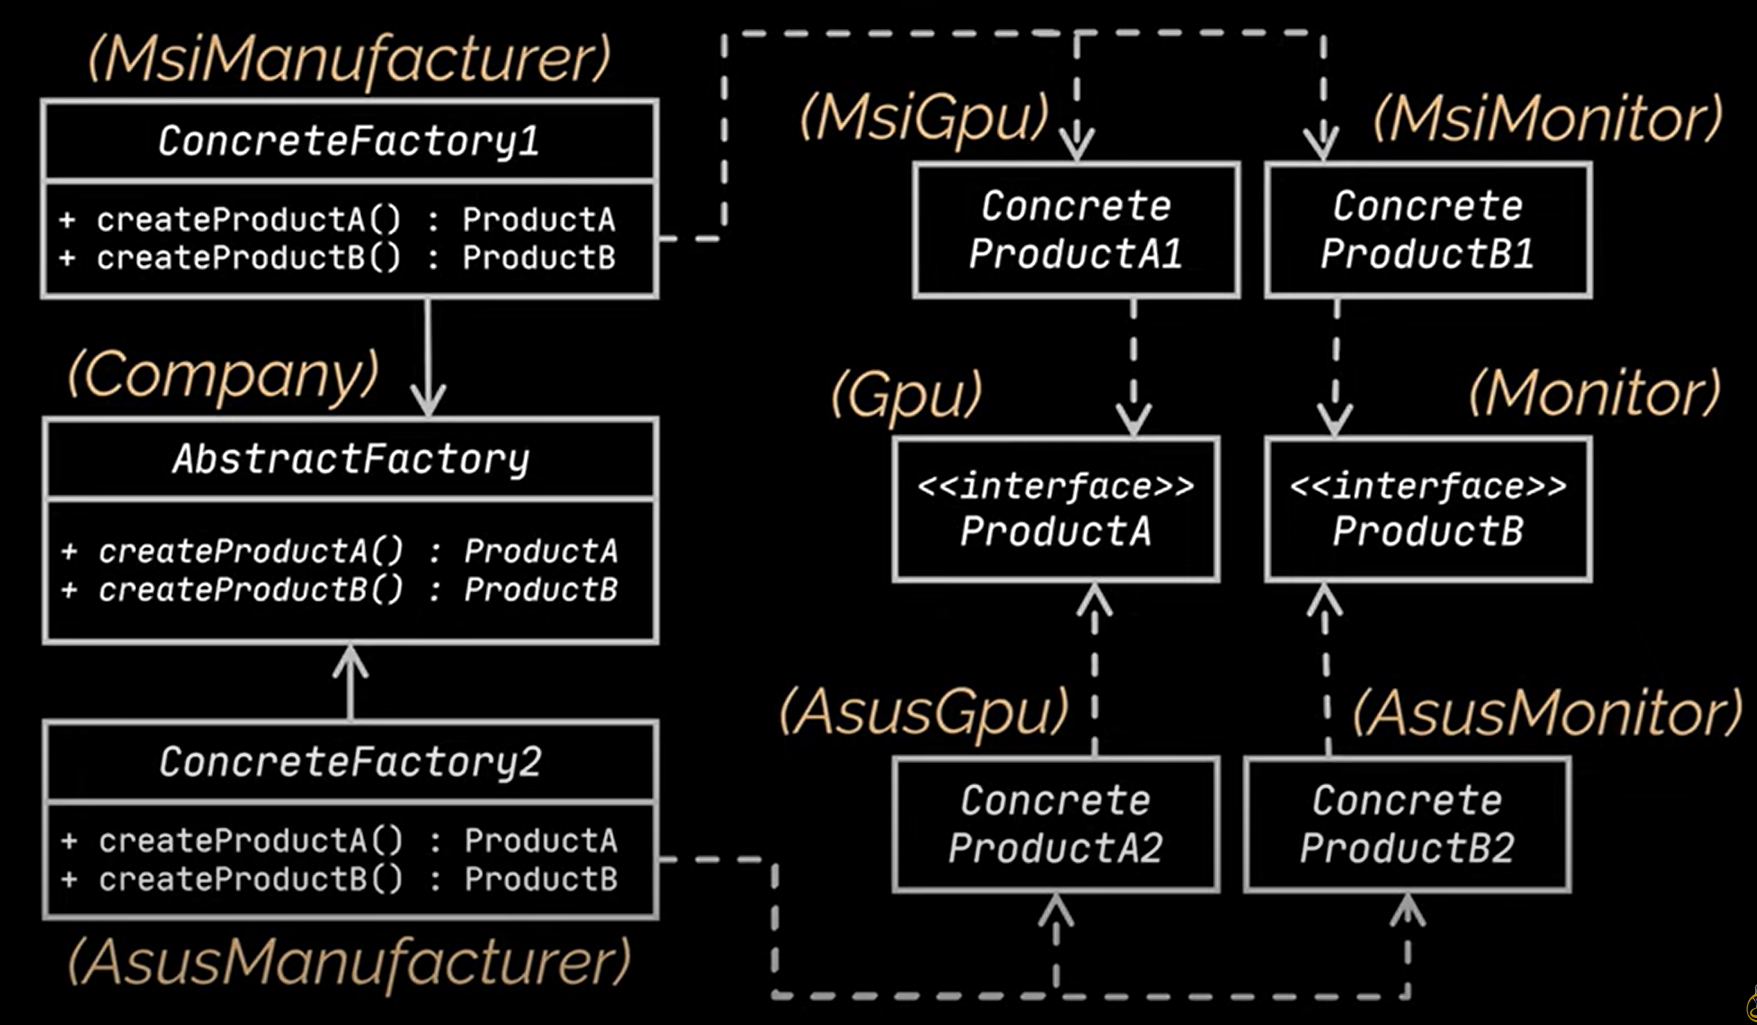 (MsiManufacturer)
ConcreteFactory1
+ createProductA() : ProductA
+ createProductB() : ProductB
(MsiGpu)
Concrete
ProductA1
(MsiMonitor)
Concrete
ProductB1
(Company)
AbstractFactory
+ createProductA() : ProductA
+ createProductB() : ProductB
(Gpu)
<<interface>>
ProductA
(Monitor)
<<interface>>
ProductB
ConcreteFactory2
+ createProductA() : ProductA
+ createProductB() : ProductB
(AsusManufacturer)
(AsusGpu)
Concrete
ProductA2
(AsusMonitor)
Concrete
ProductB2